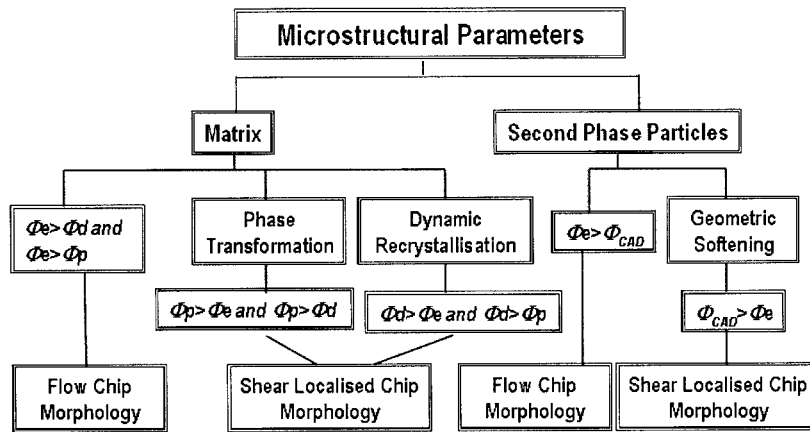 Microstructural Parameters
Matrix
Second Phase Particles
Φe> Φd and
Φe> Φp
Phase
Transformation
Dynamic
Recrystallisation
Φe> ΦCAD
Geometric
Softening
Φp> Φe and Φp> Φd
Φd> Φe and Φd> Φp
ΦCAD> Φe
Flow Chip
Morphology
Shear Localised Chip
Morphology
Flow Chip
Morphology
Shear Localised Chip
Morphology